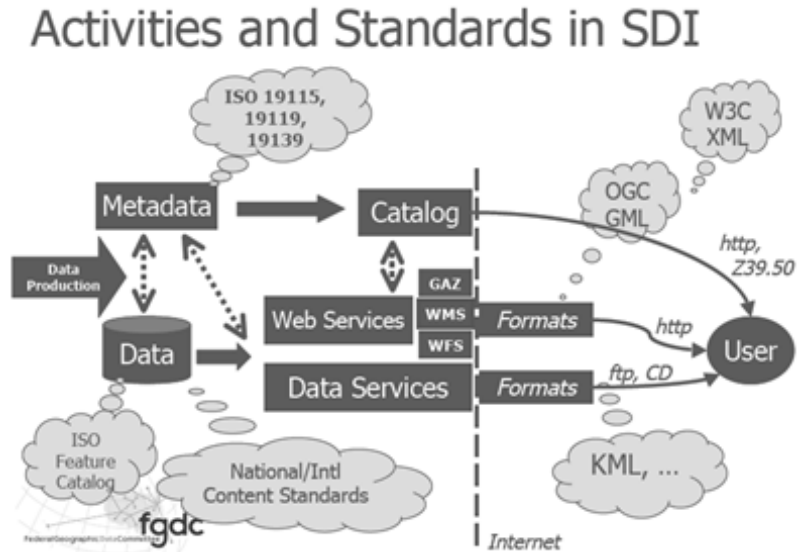 Activities and Standards in SDI
ISO 19115,
19119,
19139
W3C
XML
OGC
GML
Metadata
Catalog
http,
Z39.50
Data
Production
GAZ
Web Services
WMS
Formats
http
User
WFS
Data
Data Services
Formats
ftp, CD
ISO
Feature
Catalog
National/Intl
Content Standards
KML, ...
fgdc
FederalGeographicDataCommittee
Internet